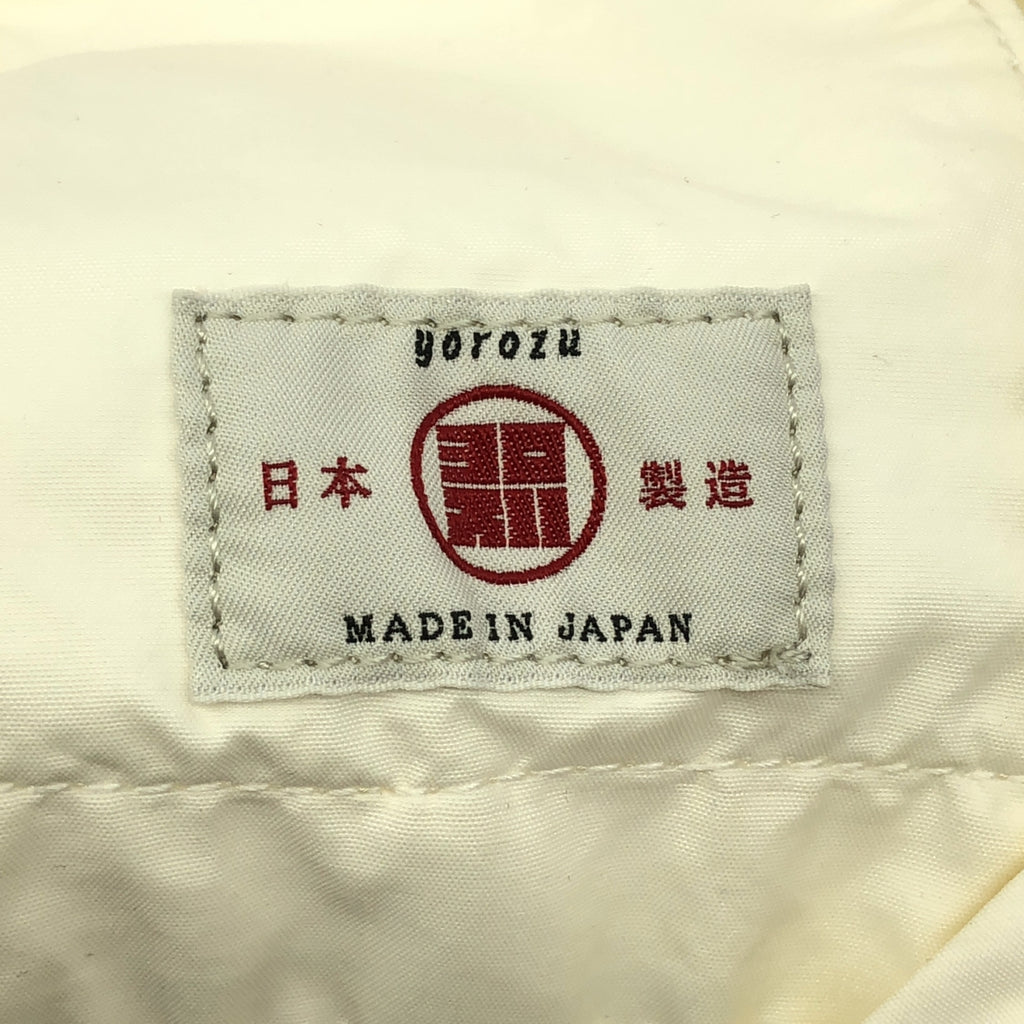 yorozu
日本 製造
MADE IN JAPAN